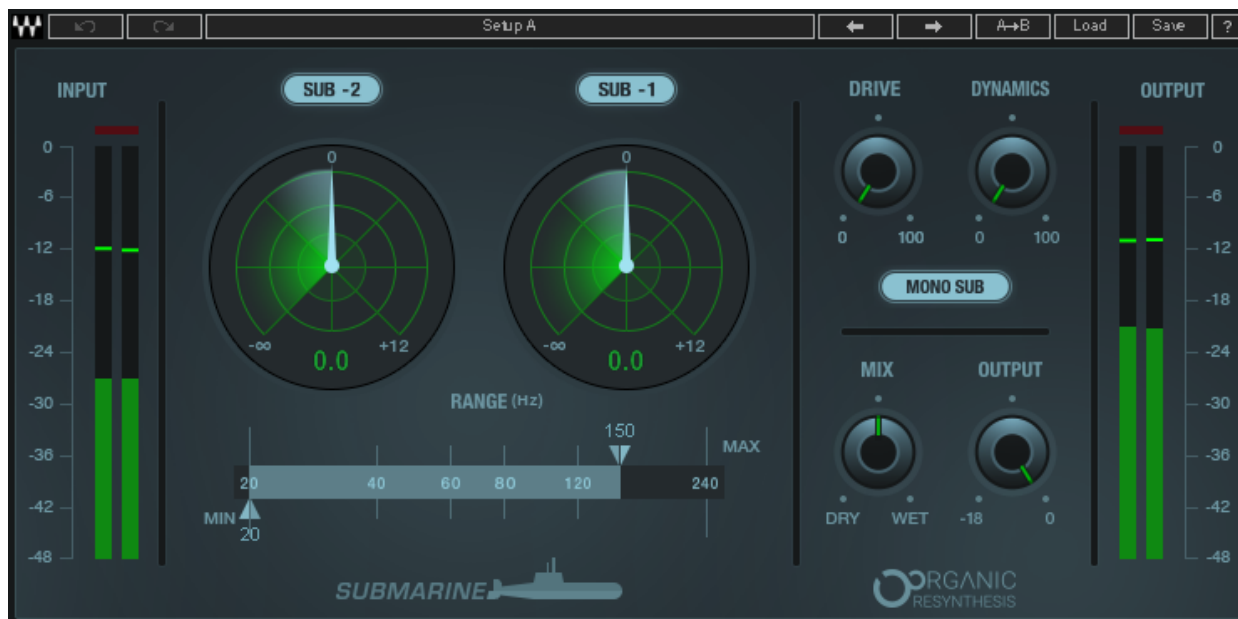 Setup A
A→B
Load
Save
?
INPUT
SUB -2
SUB -1
DRIVE
DYNAMICS
OUTPUT
0
-6
-12
-18
-24
-30
-36
-42
-48
0
-∞
+12
0.0
0
-∞
+12
0.0
0
100
0
100
MONO SUB
RANGE (HZ)
150
MAX
20
40
60
80
120
240
MIN
20
MIX
OUTPUT
DRY
WET
-18
0
0
-6
-12
-18
-24
-30
-36
-42
-48
SUBMARINE
ORGANIC
RESYNTHESIS